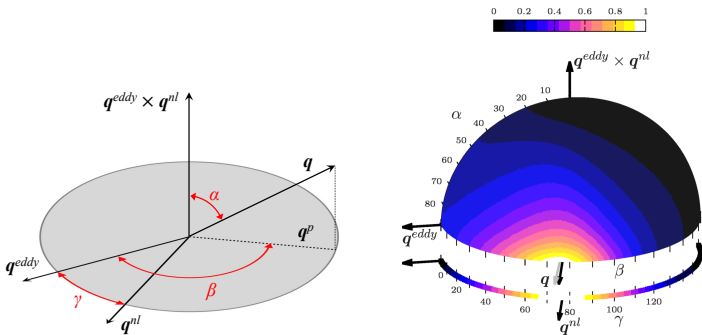 0 0.2 0.4 0.6 0.8 1
q^eddy × q^nl
q^eddy × q^nl
10
20
30
40
50
60
70
80
α
q
α
q^p
β
γ
q^eddy
q^nl
q^eddy
q
β
0
20
40
60
80
100
120
q^nl
γ